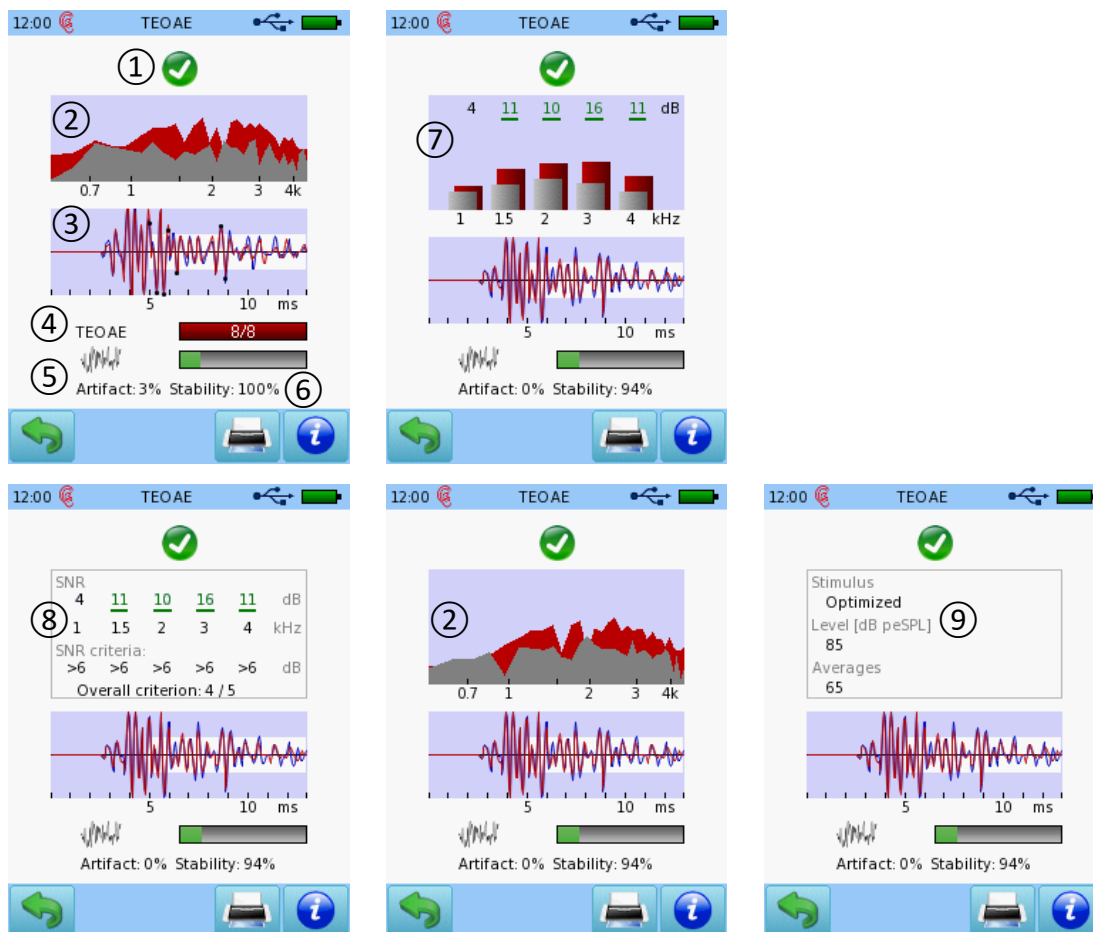 12:00 TEOAE
①
②
0.7 1 2 3 4k
③
5 10 ms
④ TEOAE 8/8
⑤
Artifact: 3% Stability: 100% ⑥
i
12:00 TEOAE
4 11 10 16 11 dB
⑦
1 1.5 2 3 4 kHz
5 10 ms
Artifact: 0% Stability: 94%
i
12:00 TEOAE
SNR
4 11 10 16 11 dB
⑧
1 1.5 2 3 4 kHz
SNR criteria:
>6 >6 >6 >6 >6 dB
Overall criterion: 4 / 5
5 10 ms
Artifact: 0% Stability: 94%
i
12:00 TEOAE
②
0.7 1 2 3 4k
5 10 ms
Artifact: 0% Stability: 94%
i
12:00 TEOAE
Stimulus
Optimized
Level [dB peSPL] ⑨
85
Averages
65
5 10 ms
Artifact: 0% Stability: 94%
i